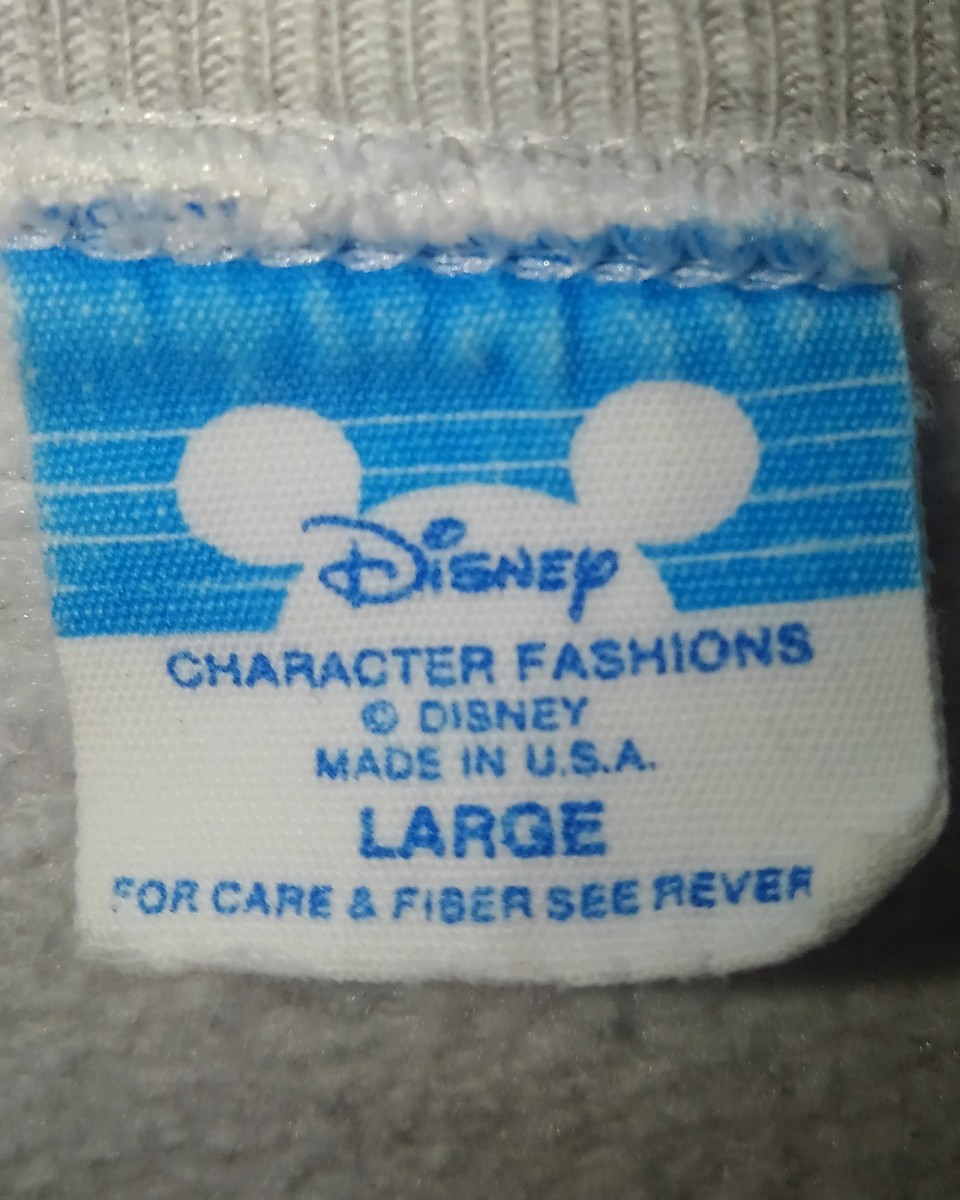 Disney
CHARACTER FASHIONS
© DISNEY
MADE IN U.S.A.
LARGE
FOR CARE & FIBER SEE REVER